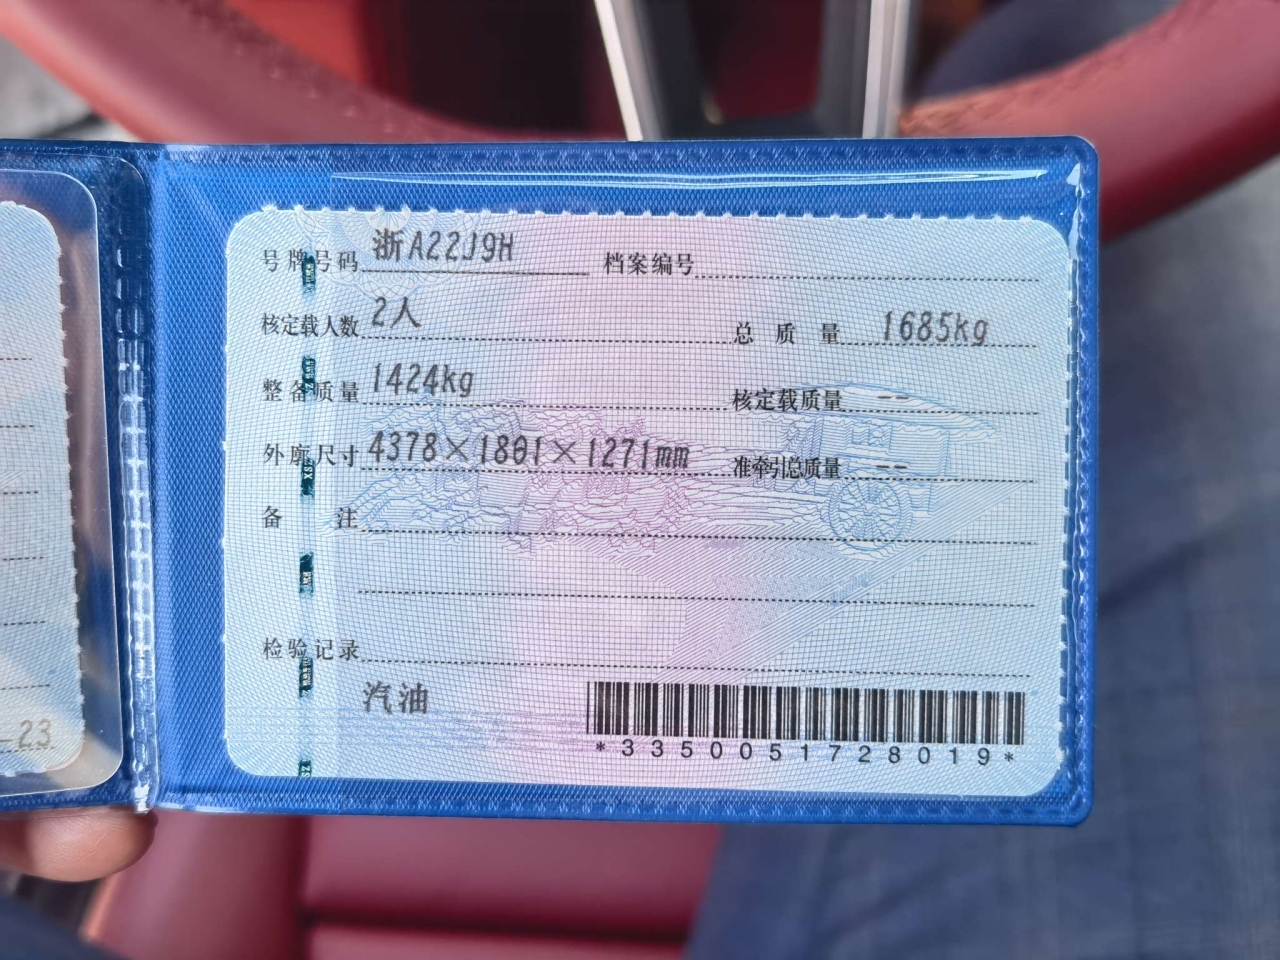 号牌号码 浙A22J9H 档案编号
核定载人数 2人 总质量 1685kg
整备质量 1424kg 核定载质量 --
外廓尺寸 4378×1801×1271mm 准牵引总质量 --
备注
检验记录
汽油
*3350051728019*
-23